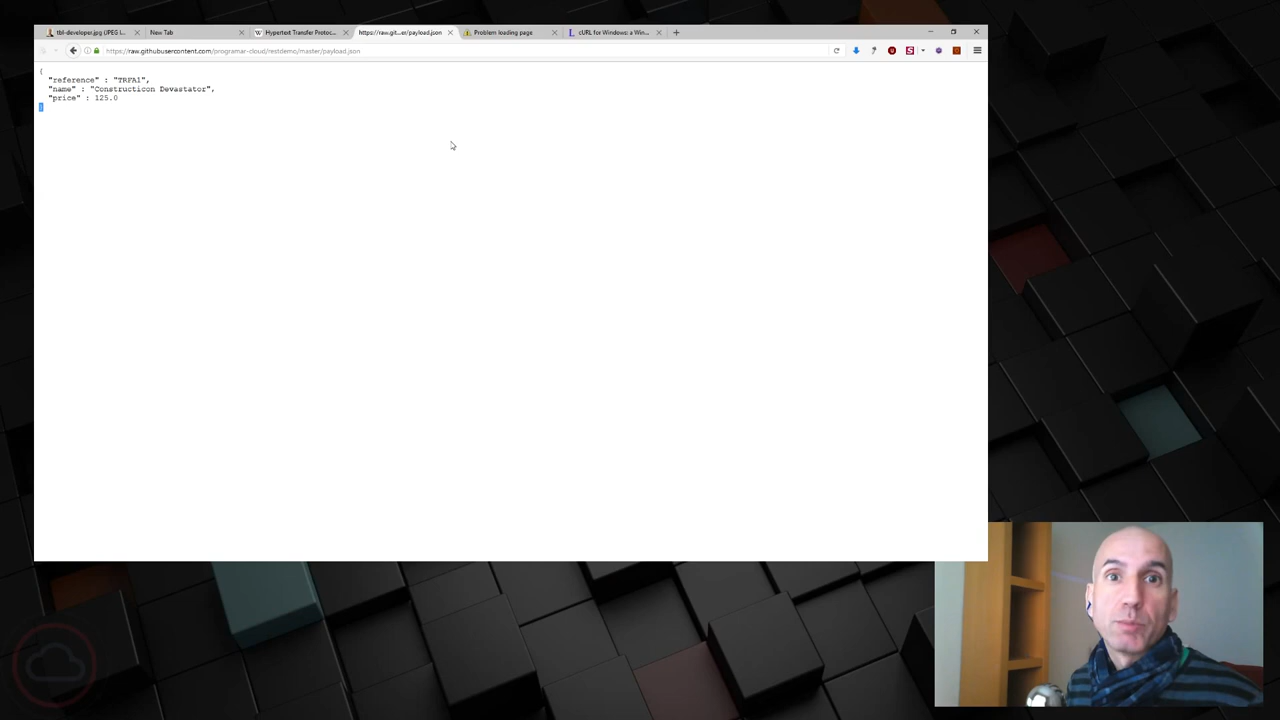 tbl-developer.jpg (JPEG I...
New Tab
Hypertext Transfer Protoc...
https://raw.git...er/payload.json
Problem loading page
cURL for Windows: a Win...
https://raw.githubusercontent.com/programar-cloud/restdemo/master/payload.json
{
"reference" : "TRFA1",
"name" : "Constructicon Devastator",
"price" : 125.0
}